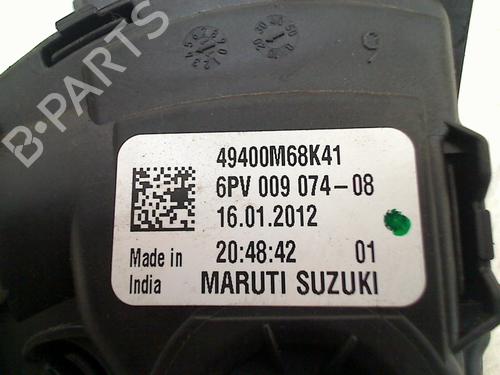 49400M68K41
6PV 009 074-08
16.01.2012
Made in India
20:48:42 01
MARUTI SUZUKI
B-PARTS